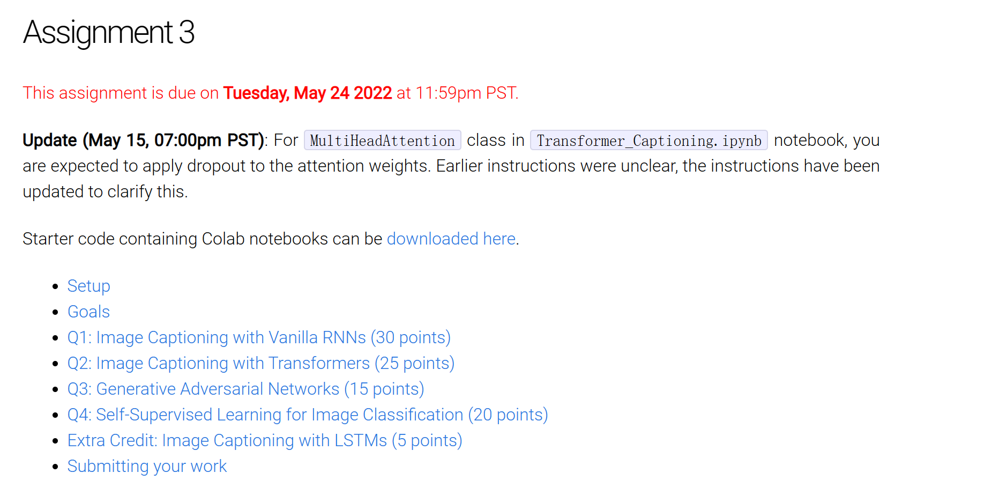 Assignment 3
This assignment is due on Tuesday, May 24 2022 at 11:59pm PST.
Update (May 15, 07:00pm PST): For MultiHeadAttention class in Transformer_Captioning.ipynb notebook, you
are expected to apply dropout to the attention weights. Earlier instructions were unclear, the instructions have been
updated to clarify this.
Starter code containing Colab notebooks can be downloaded here.
• Setup
• Goals
• Q1: Image Captioning with Vanilla RNNs (30 points)
• Q2: Image Captioning with Transformers (25 points)
• Q3: Generative Adversarial Networks (15 points)
• Q4: Self-Supervised Learning for Image Classification (20 points)
• Extra Credit: Image Captioning with LSTMs (5 points)
• Submitting your work